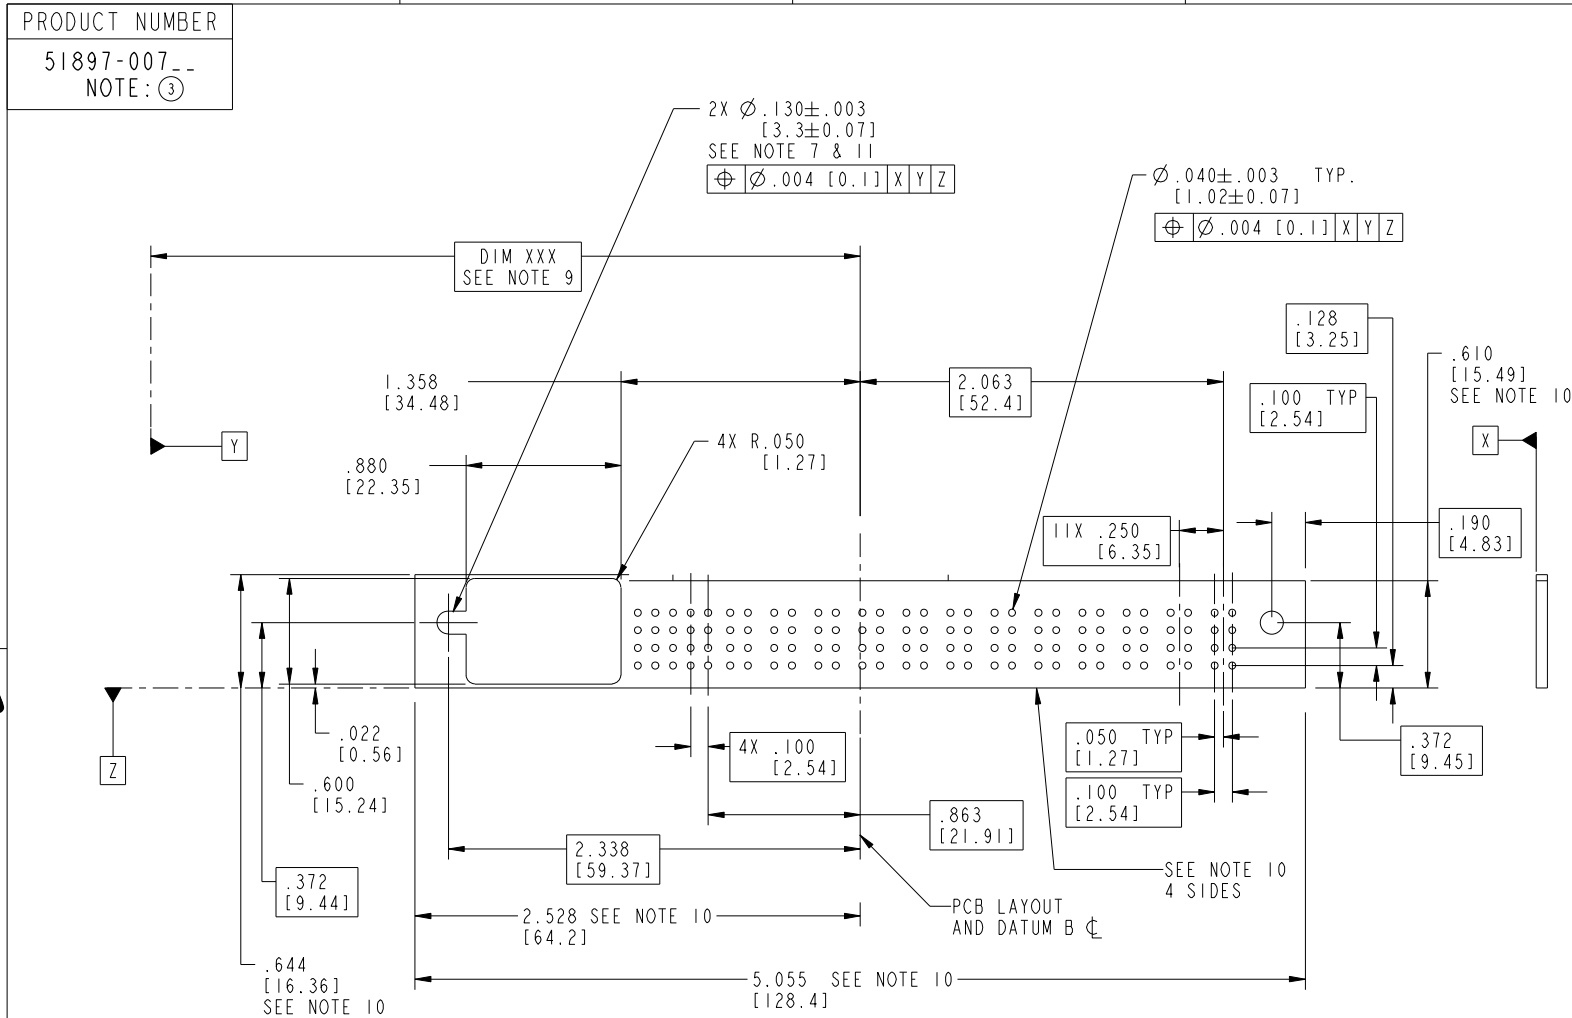 PRODUCT NUMBER
51897-007__
NOTE: 3
2X Ø.130±.003
[3.3±0.07]
SEE NOTE 7 & 11
⌖ Ø.004 [0.1] X Y Z
Ø.040±.003 TYP.
[1.02±0.07]
⌖ Ø.004 [0.1] X Y Z
DIM XXX
SEE NOTE 9
.128
[3.25]
.610
[15.49]
SEE NOTE 10
1.358
[34.48]
2.063
[52.4]
.100 TYP
[2.54]
Y
X
4X R.050
[1.27]
.880
[22.35]
11X .250
[6.35]
.190
[4.83]
.022
[0.56]
4X .100
[2.54]
.050 TYP
[1.27]
.372
[9.45]
Z
.600
[15.24]
.100 TYP
[2.54]
.863
[21.91]
2.338
[59.37]
.372
[9.44]
SEE NOTE 10
4 SIDES
2.528 SEE NOTE 10
[64.2]
PCB LAYOUT
AND DATUM B ℄
.644
[16.36]
SEE NOTE 10
5.055 SEE NOTE 10
[128.4]